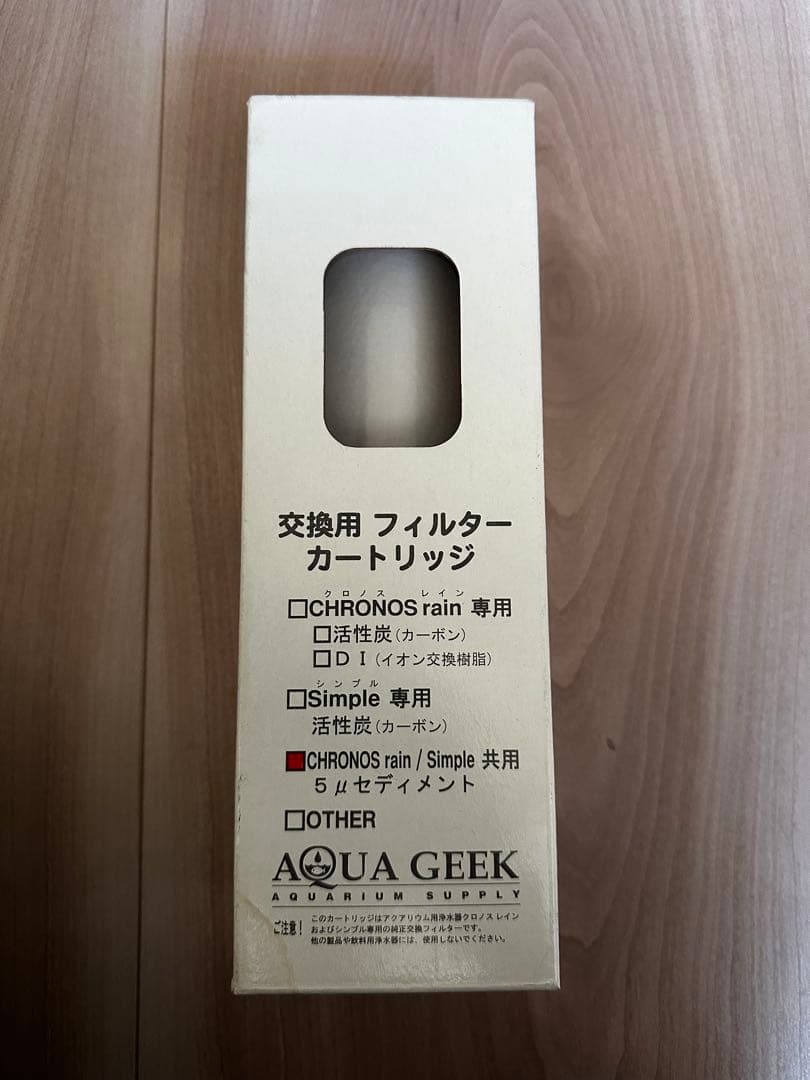 交換用 フィルター
カートリッジ
クロノス レイン
□CHRONOS rain 専用
□活性炭(カーボン)
□DI(イオン交換樹脂)
シンプル
□Simple 専用
活性炭(カーボン)
■CHRONOS rain / Simple 共用
5μセディメント
□OTHER
AQUA GEEK
AQUARIUM SUPPLY
ご注意!
このカートリッジはアクアリウム用浄水器クロノス レイン
およびシンプル専用の純正交換フィルターです。
他の製品や飲料用浄水器には、使用しないでください。